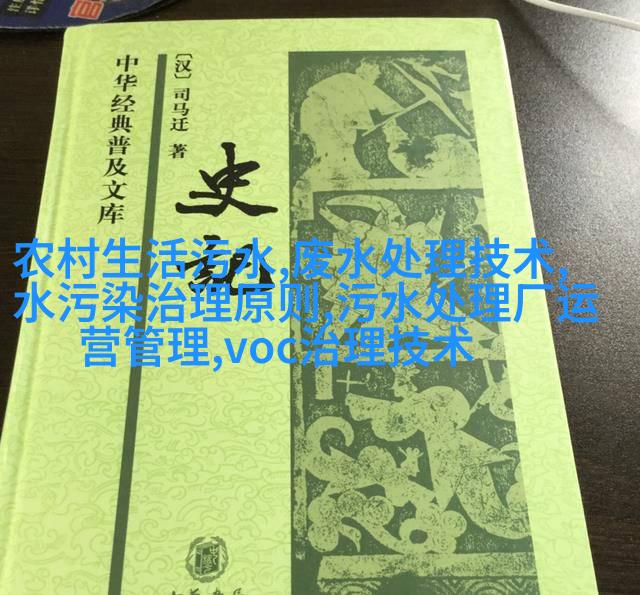 中华经典普及文库
〔汉〕司马迁 著
史记
农村生活污水,废水处理技术,
水污染治理原则,污水处理厂运
营管理,voc治理技术